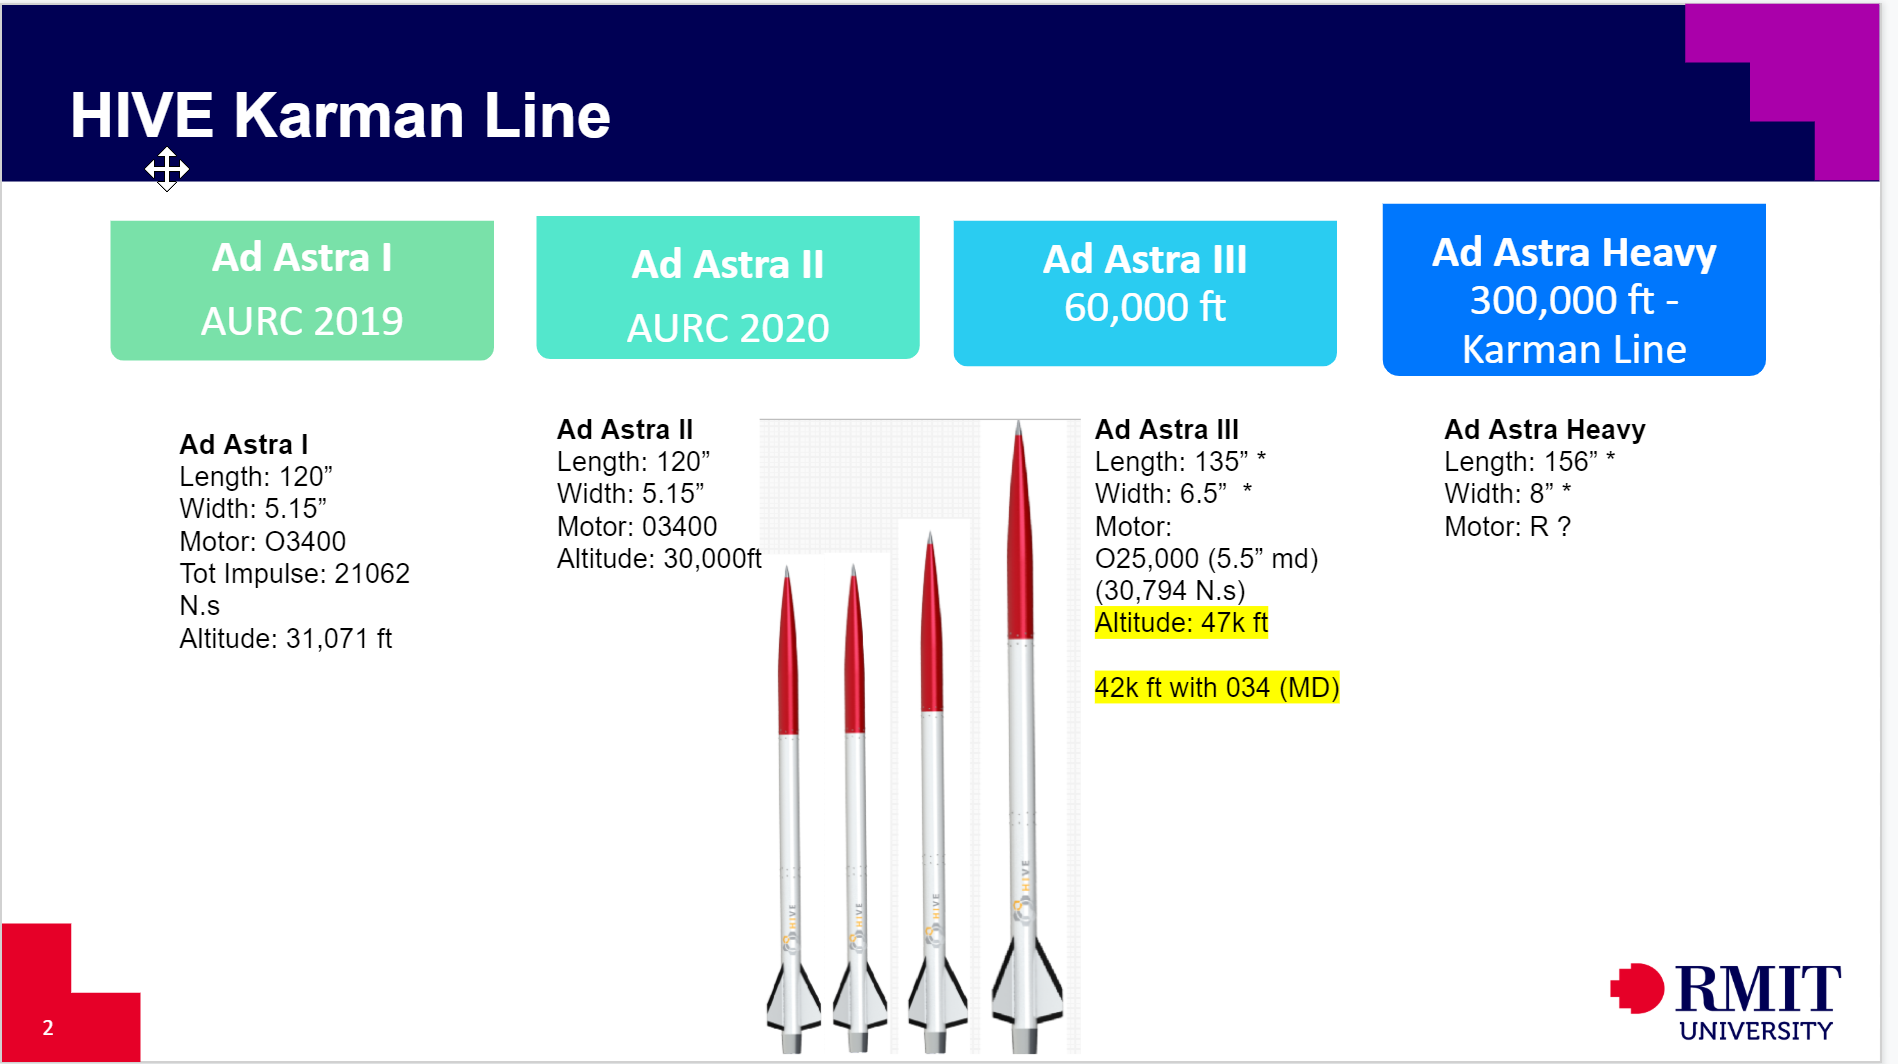 HIVE Karman Line
Ad Astra I
AURC 2019
Ad Astra II
AURC 2020
Ad Astra III
60,000 ft
Ad Astra Heavy
300,000 ft -
Karman Line
Ad Astra I
Length: 120”
Width: 5.15”
Motor: O3400
Tot Impulse: 21062
N.s
Altitude: 31,071 ft
Ad Astra II
Length: 120”
Width: 5.15”
Motor: 03400
Altitude: 30,000ft
HIVE
HIVE
HIVE
HIVE
Ad Astra III
Length: 135” *
Width: 6.5” *
Motor:
O25,000 (5.5” md)
(30,794 N.s)
Altitude: 47k ft
42k ft with 034 (MD)
Ad Astra Heavy
Length: 156” *
Width: 8” *
Motor: R ?
2
RMIT
UNIVERSITY